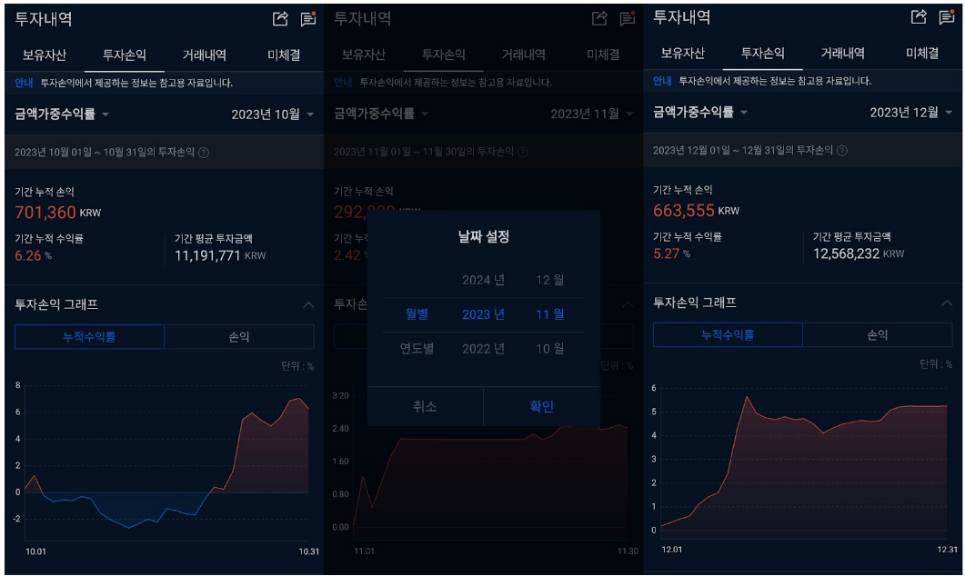 투자내역
보유자산 투자손익 거래내역 미체결
안내 투자손익에서 제공하는 정보는 참고용 자료입니다.
금액가중수익률 2023년 10월
2023년 10월 01일 ~ 10월 31일의 투자손익 ?
기간 누적 손익
701,360 KRW
기간 누적 수익률 기간 평균 투자금액
6.26 % 11,191,771 KRW
투자손익 그래프
누적수익률 손익
단위 : %
8
6
4
2
0
-2
10.01 10.31
투자내역
보유자산 투자손익 거래내역 미체결
안내 투자손익에서 제공하는 정보는 참고용 자료입니다.
금액가중수익률 2023년 11월
2023년 11월 01일 ~ 11월 30일의 투자손익 ?
기간 누적 손익
292,
기간 누적
2.42
투자손
날짜 설정
2024 년 12 월
월별 2023 년 11 월
연도별 2022 년 10 월
취소 확인
단위 : %
3.20
2.40
1.60
0.80
0.00
11.01 11.30
투자내역
보유자산 투자손익 거래내역 미체결
안내 투자손익에서 제공하는 정보는 참고용 자료입니다.
금액가중수익률 2023년 12월
2023년 12월 01일 ~ 12월 31일의 투자손익 ?
기간 누적 손익
663,555 KRW
기간 누적 수익률 기간 평균 투자금액
5.27 % 12,568,232 KRW
투자손익 그래프
누적수익률 손익
단위 : %
6
5
4
3
2
1
0
12.01 12.31